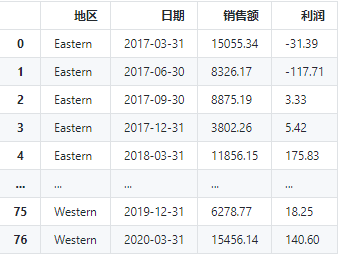 地区 日期 销售额 利润
0 Eastern 2017-03-31 15055.34 -31.39
1 Eastern 2017-06-30 8326.17 -117.71
2 Eastern 2017-09-30 8875.19 3.33
3 Eastern 2017-12-31 3802.26 5.42
4 Eastern 2018-03-31 11856.15 175.83
... ... ... ... ...
75 Western 2019-12-31 6278.77 18.25
76 Western 2020-03-31 15456.14 140.60